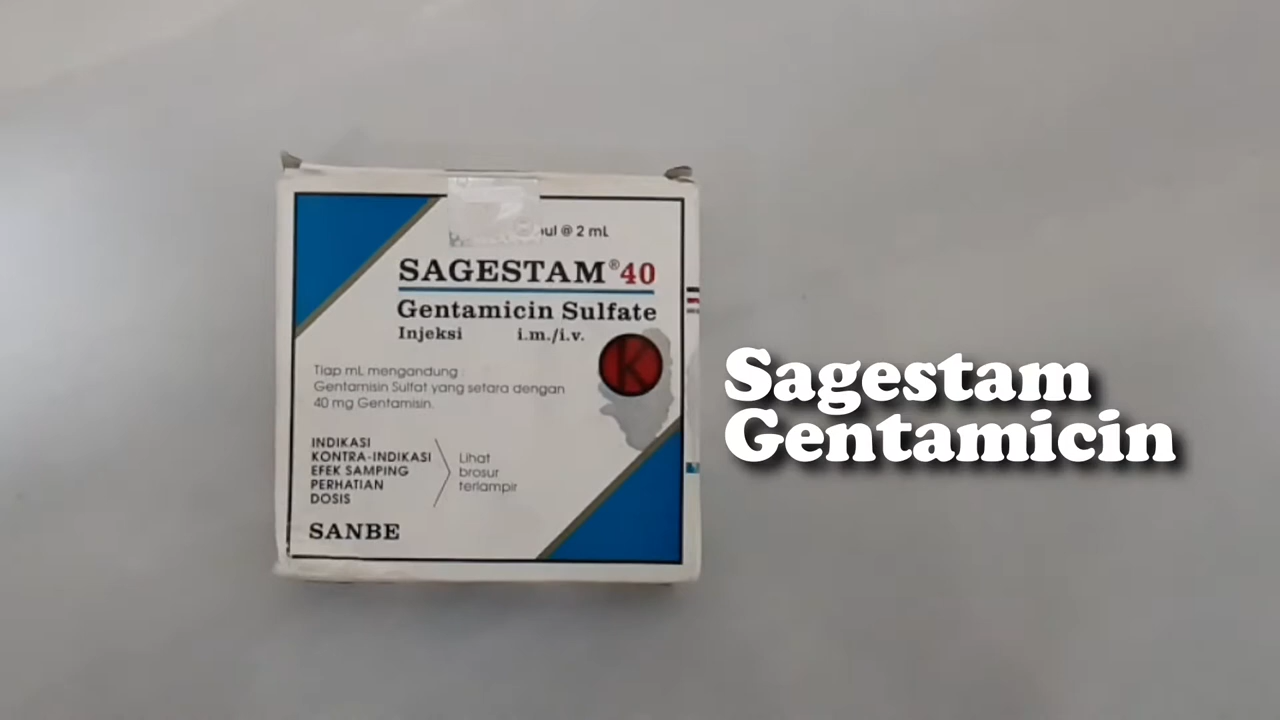 @ 2 mL
SAGESTAM®40
Gentamicin Sulfate
Injeksi i.m./i.v.
K
Tiap mL mengandung :
Gentamisin Sulfat yang setara dengan
40 mg Gentamisin.
INDIKASI
KONTRA-INDIKASI
EFEK SAMPING
PERHATIAN
DOSIS
Lihat
brosur
terlampir
SANBE
Sagestam
Gentamicin